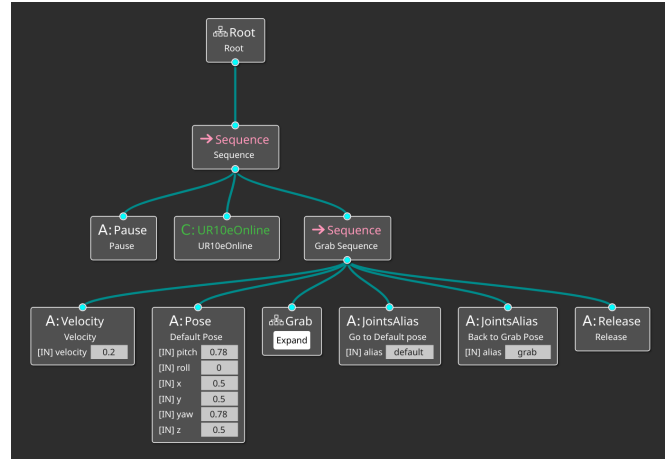 Root
Root
Sequence
Sequence
A: Pause
Pause
C: UR10eOnline
UR10eOnline
Sequence
Grab Sequence
A: Velocity
Velocity
[IN] velocity 0.2
A: Pose
Default Pose
[IN] pitch 0.78
[IN] roll 0
[IN] x 0.5
[IN] y 0.5
[IN] yaw 0.78
[IN] z 0.5
Grab
Expand
A: JointsAlias
Go to Default pose
[IN] alias default
A: JointsAlias
Back to Grab Pose
[IN] alias grab
A: Release
Release